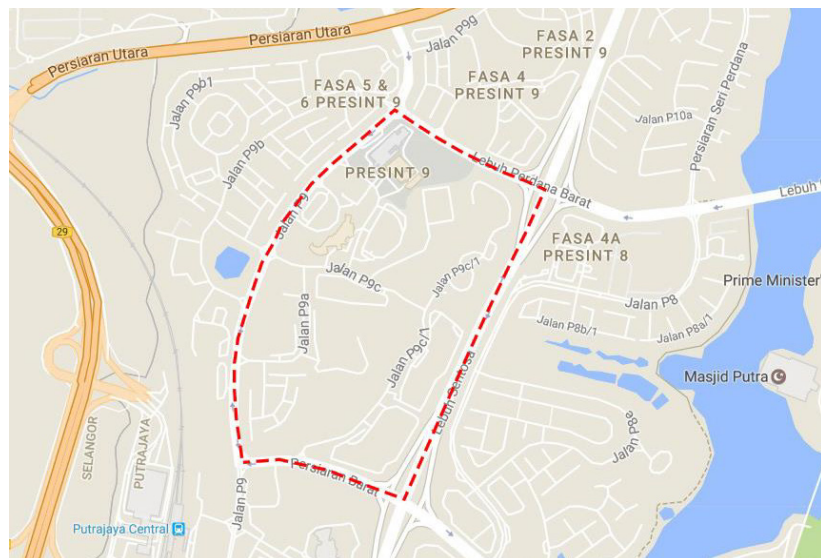 Persiaran Utara
Persiaran Utara
Jalan P9g
FASA 2
PRESINT 9
FASA 5 &
6 PRESINT 9
FASA 4
PRESINT 9
Jalan P9b1
Jalan P9b
Jalan P10a
Persiaran Seri Perdana
PRESINT 9
Lebuh Perdana Barat
Lebuh
Jalan P9
29
FASA 4A
PRESINT 8
Jalan P9c
Jalan P9c/1
Prime Minister'
Jalan P8
Jalan P9a
Jalan P8b/1
Jalan P8a/1
Jalan P9c/1
Lebuh Sentosa
Masjid Putra
SELANGOR
PUTRAJAYA
Jalan P8e
Persiaran Barat
Jalan P9
Putrajaya Central